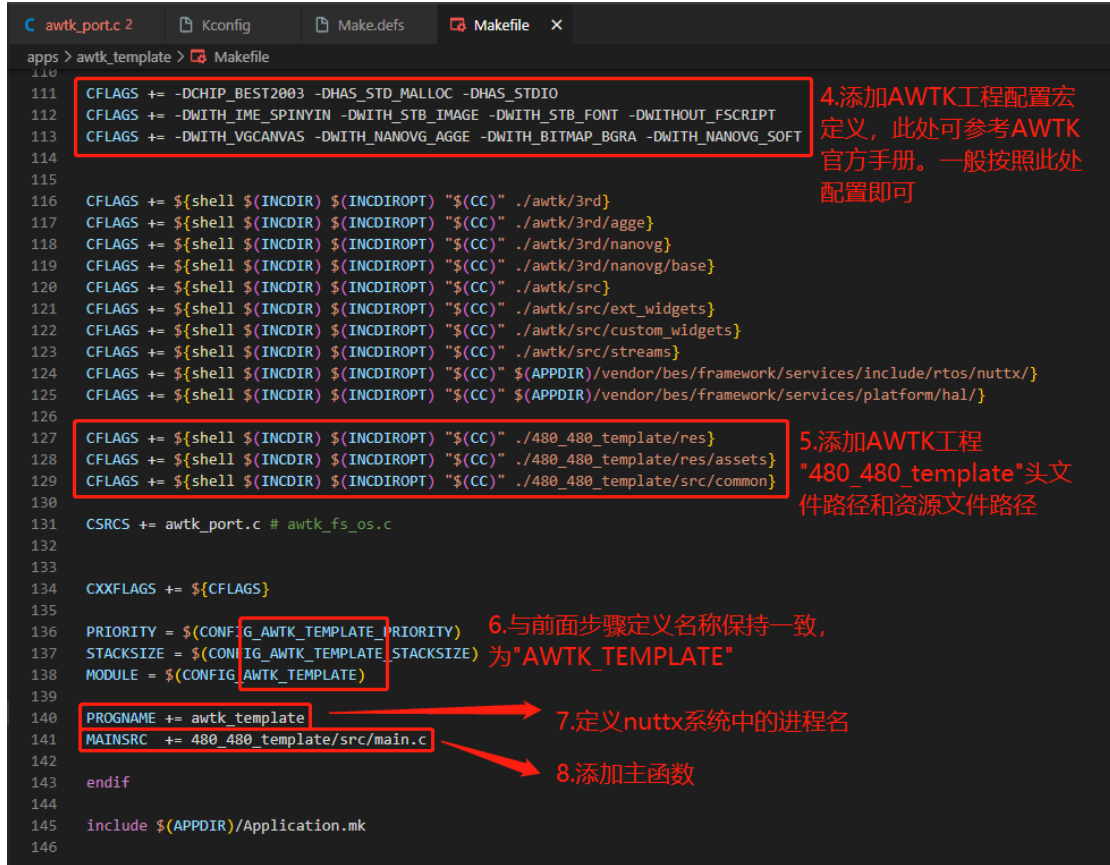 awtk_port.c 2 Kconfig Make.defs Makefile ×
apps > awtk_template > Makefile
110
111 CFLAGS += -DCHIP_BEST2003 -DHAS_STD_MALLOC -DHAS_STDIO
112 CFLAGS += -DWITH_IME_SPINYIN -DWITH_STB_IMAGE -DWITH_STB_FONT -DWITHOUT_FSCRIPT
113 CFLAGS += -DWITH_VGCANVAS -DWITH_NANOVG_AGGE -DWITH_BITMAP_BGRA -DWITH_NANOVG_SOFT
4.添加AWTK工程配置宏
定义，此处可参考AWTK
官方手册。一般按照此处
配置即可
114
115
116 CFLAGS += ${shell $(INCDIR) $(INCDIROPT) "$(CC)" ./awtk/3rd}
117 CFLAGS += ${shell $(INCDIR) $(INCDIROPT) "$(CC)" ./awtk/3rd/agge}
118 CFLAGS += ${shell $(INCDIR) $(INCDIROPT) "$(CC)" ./awtk/3rd/nanovg}
119 CFLAGS += ${shell $(INCDIR) $(INCDIROPT) "$(CC)" ./awtk/3rd/nanovg/base}
120 CFLAGS += ${shell $(INCDIR) $(INCDIROPT) "$(CC)" ./awtk/src}
121 CFLAGS += ${shell $(INCDIR) $(INCDIROPT) "$(CC)" ./awtk/src/ext_widgets}
122 CFLAGS += ${shell $(INCDIR) $(INCDIROPT) "$(CC)" ./awtk/src/custom_widgets}
123 CFLAGS += ${shell $(INCDIR) $(INCDIROPT) "$(CC)" ./awtk/src/streams}
124 CFLAGS += ${shell $(INCDIR) $(INCDIROPT) "$(CC)" $(APPDIR)/vendor/bes/framework/services/include/rtos/nuttx/}
125 CFLAGS += ${shell $(INCDIR) $(INCDIROPT) "$(CC)" $(APPDIR)/vendor/bes/framework/services/platform/hal/}
126
127 CFLAGS += ${shell $(INCDIR) $(INCDIROPT) "$(CC)" ./480_480_template/res}
128 CFLAGS += ${shell $(INCDIR) $(INCDIROPT) "$(CC)" ./480_480_template/res/assets}
129 CFLAGS += ${shell $(INCDIR) $(INCDIROPT) "$(CC)" ./480_480_template/src/common}
5.添加AWTK工程
"480_480_template"头文
件路径和资源文件路径
130
131 CSRCS += awtk_port.c # awtk_fs_os.c
132
133
134 CXXFLAGS += ${CFLAGS}
135
136 PRIORITY = $(CONFIG_AWTK_TEMPLATE_PRIORITY)
137 STACKSIZE = $(CONFIG_AWTK_TEMPLATE_STACKSIZE)
138 MODULE = $(CONFIG_AWTK_TEMPLATE)
6.与前面步骤定义名称保持一致，
为"AWTK_TEMPLATE"
139
140 PROGNAME += awtk_template
7.定义nuttx系统中的进程名
141 MAINSRC += 480_480_template/src/main.c
8.添加主函数
142
143 endif
144
145 include $(APPDIR)/Application.mk
146